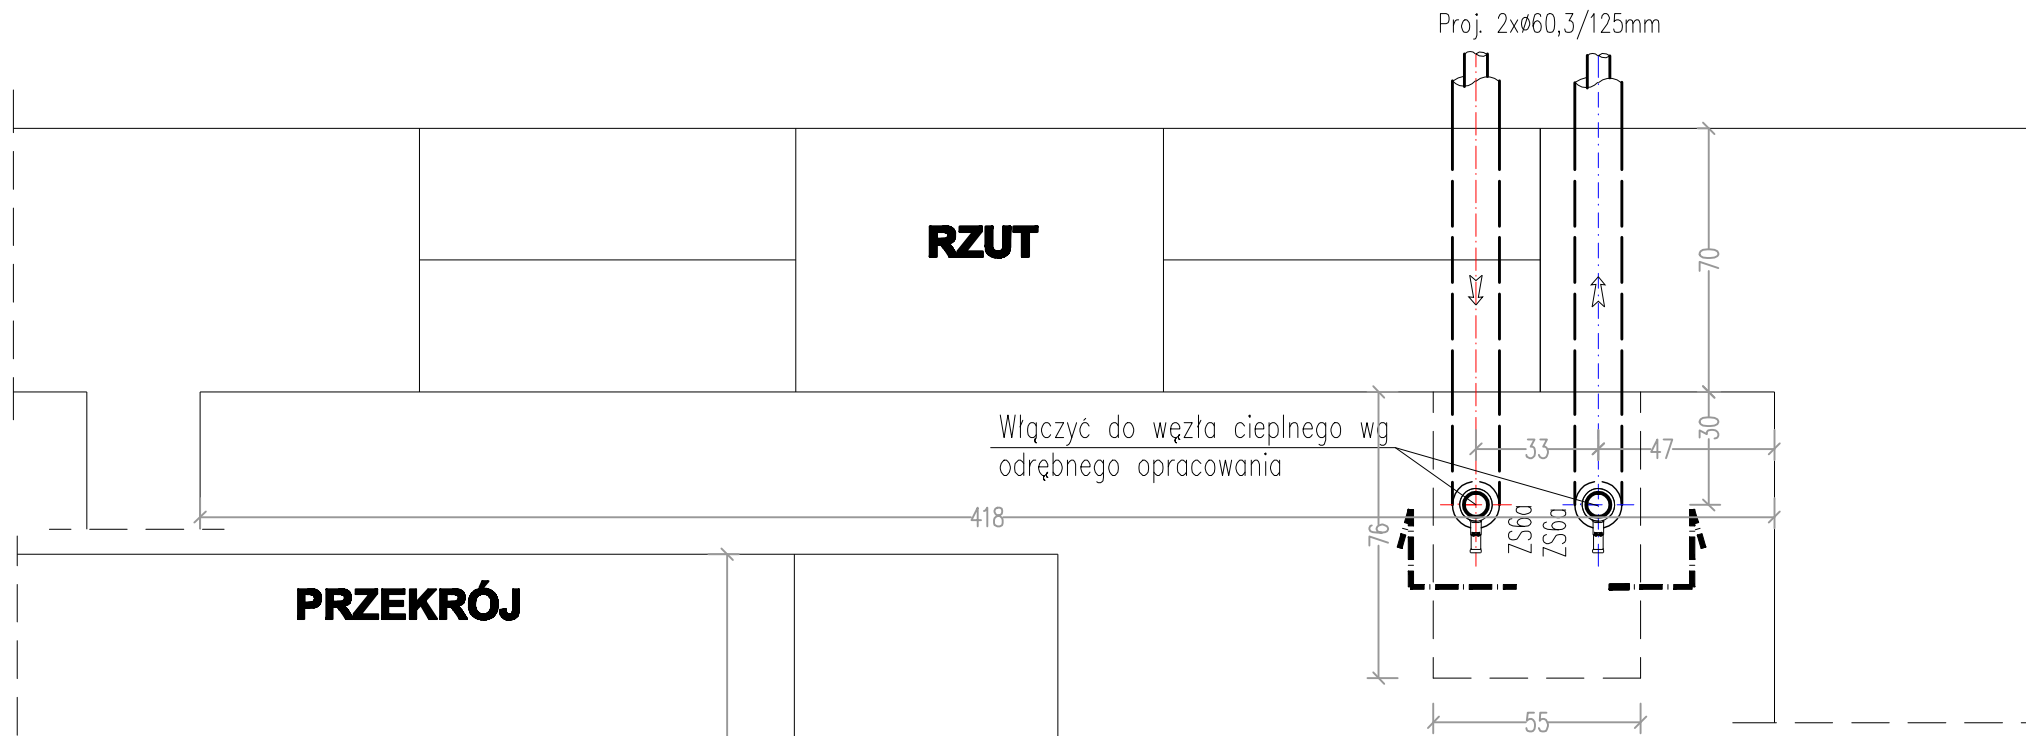 Proj. 2xø60,3/125mm
RZUT
70
Włączyć do węzła cieplnego wg
odrębnego opracowania
30
33
47
418
76
ZS6a
ZS6a
PRZEKRÓJ
55